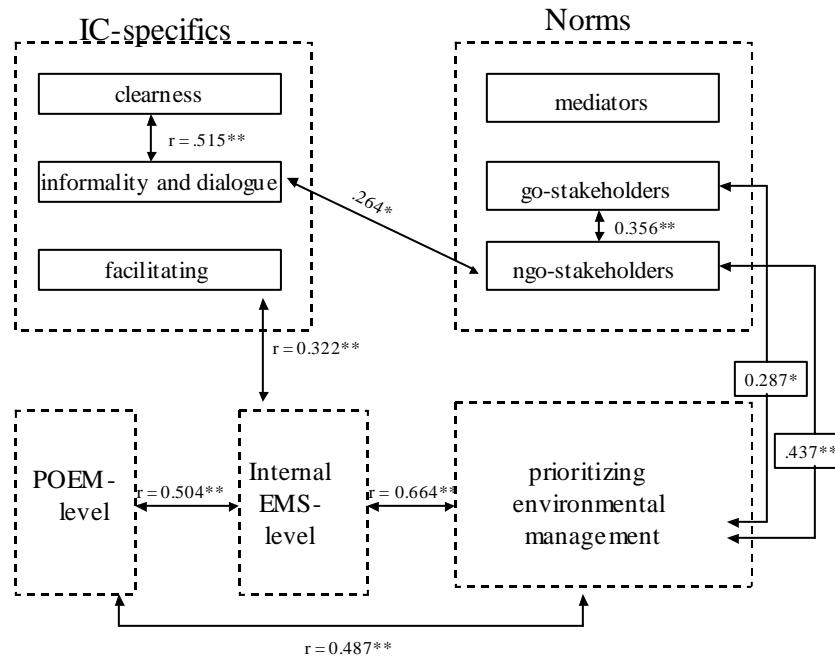 IC-specifics
clearness
r = .515**
informality and dialogue
facilitating
Norms
mediators
go-stakeholders
0.356**
ngo-stakeholders
.264*
r = 0.322**
0.287*
.437**
POEM-
level
r = 0.504**
Internal
EMS-
level
r = 0.664**
prioritizing
environmental
management
r = 0.487**